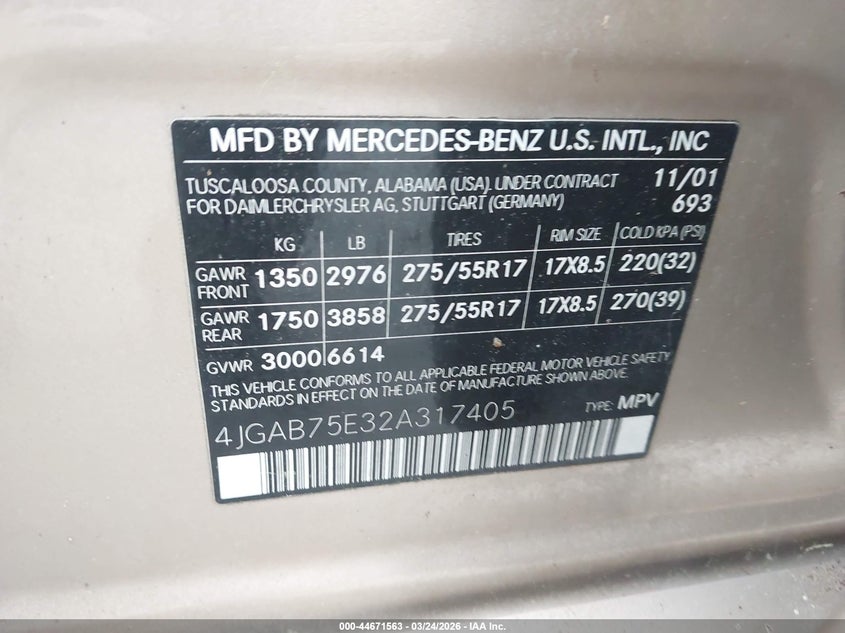 MFD BY MERCEDES-BENZ U.S. INTL., INC
TUSCALOOSA COUNTY, ALABAMA (USA) UNDER CONTRACT 11/01
FOR DAIMLERCHRYSLER AG, STUTTGART (GERMANY) 693
KG LB TIRES RIM SIZE COLD KPA (PSI)
GAWR FRONT 1350 2976 275/55R17 17X8.5 220(32)
GAWR REAR 1750 3858 275/55R17 17X8.5 270(39)
GVWR 3000 6614
THIS VEHICLE CONFORMS TO ALL APPLICABLE FEDERAL MOTOR VEHICLE SAFETY
STANDARDS IN EFFECT ON THE DATE OF MANUFACTURE SHOWN ABOVE.
4JGAB75E32A317405 TYPE: MPV
000-44671563 — 03/24/2026 — IAA Inc.